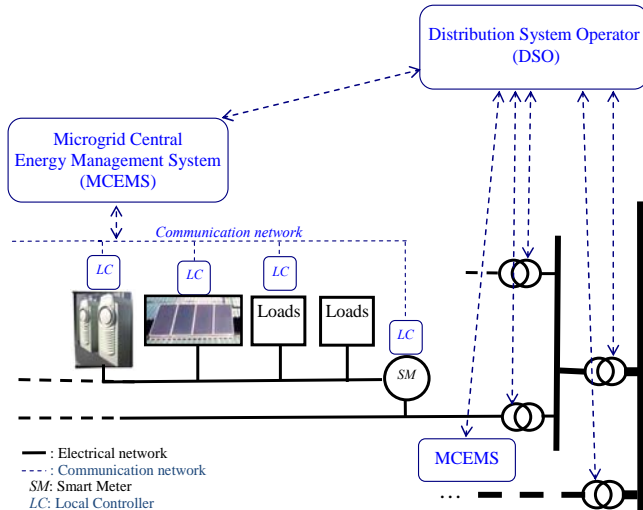 Distribution System Operator
(DSO)
Microgrid Central
Energy Management System
(MCEMS)
Communication network
LC
LC
LC
Loads
Loads
LC
SM
MCEMS
...
: Electrical network
: Communication network
SM: Smart Meter
LC: Local Controller